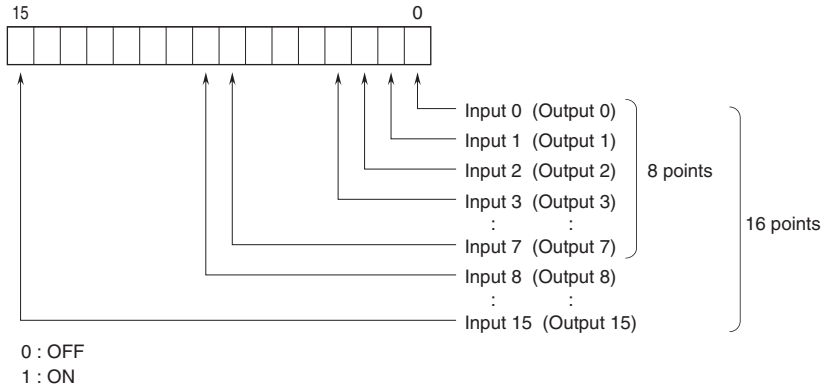 15 0
Input 0 (Output 0)
Input 1 (Output 1)
Input 2 (Output 2)
8 points
Input 3 (Output 3)
: :
16 points
Input 7 (Output 7)
Input 8 (Output 8)
: :
Input 15 (Output 15)
0 : OFF
1 : ON